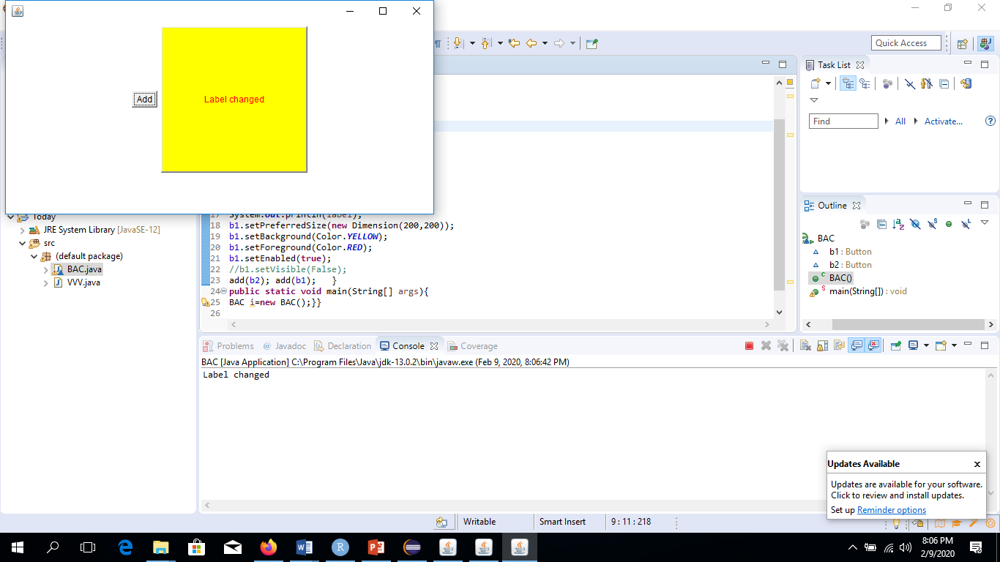 Add
Label changed
Quick Access
Task List
Find
All
Activate...
Today
JRE System Library [JavaSE-12]
src
(default package)
BAC.java
VVV.java
17 System.out.println(label);
18 b1.setPreferredSize(new Dimension(200,200));
19 b1.setBackground(Color.YELLOW);
20 b1.setForeground(Color.RED);
21 b1.setEnabled(true);
22 //b1.setVisible(False);
23 add(b2); add(b1);   }
24 public static void main(String[] args){
25 BAC i=new BAC();}}
26
Outline
BAC
b1 : Button
b2 : Button
BAC()
main(String[]) : void
Problems @ Javadoc Declaration Console Coverage
BAC [Java Application] C:\Program Files\Java\jdk-13.0.2\bin\javaw.exe (Feb 9, 2020, 8:06:42 PM)
Label changed
Updates Available
Updates are available for your software.
Click to review and install updates.
Set up Reminder options
Writable
Smart Insert
9 : 11 : 218
8:06 PM
2/9/2020